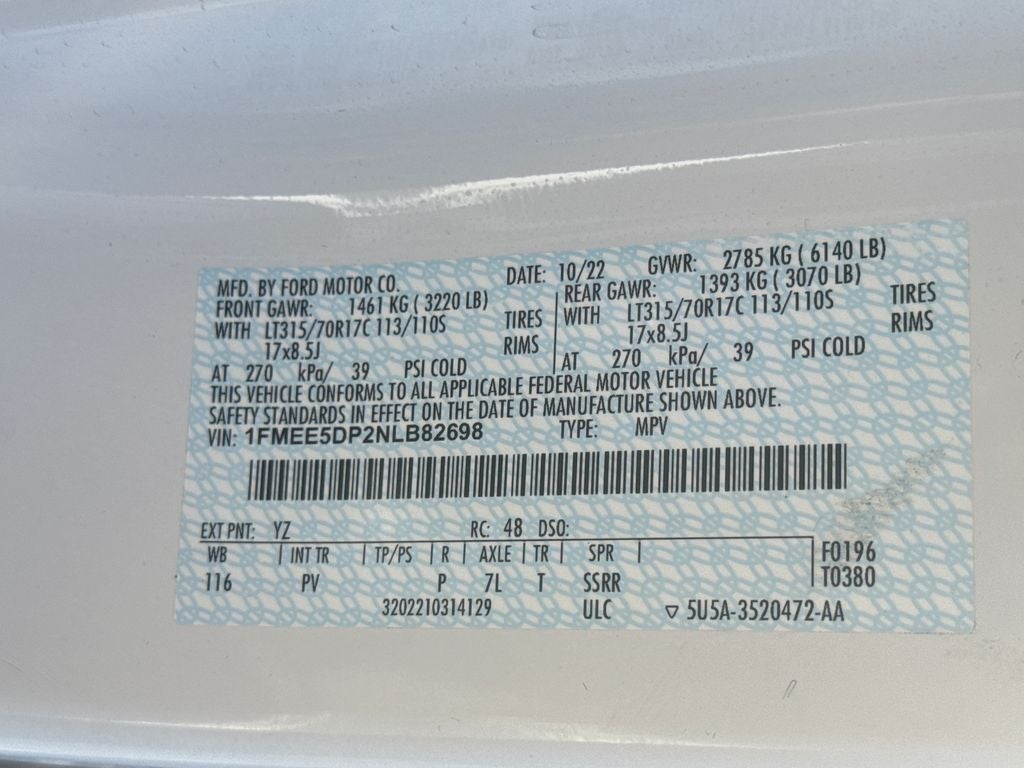 MFD. BY FORD MOTOR CO. DATE: 10/22 GVWR: 2785 KG ( 6140 LB)
FRONT GAWR: 1461 KG ( 3220 LB) REAR GAWR: 1393 KG ( 3070 LB)
WITH LT315/70R17C 113/110S TIRES WITH LT315/70R17C 113/110S TIRES
17x8.5J RIMS 17x8.5J RIMS
AT 270 kPa/ 39 PSI COLD AT 270 kPa/ 39 PSI COLD
THIS VEHICLE CONFORMS TO ALL APPLICABLE FEDERAL MOTOR VEHICLE
SAFETY STANDARDS IN EFFECT ON THE DATE OF MANUFACTURE SHOWN ABOVE.
VIN: 1FMEE5DP2NLB82698 TYPE: MPV
EXT PNT: YZ RC: 48 DSO:
WB INT TR TP/PS R AXLE TR SPR F0196
116 PV P 7L T SSRR T0380
3202210314129 ULC ▽ 5U5A-3520472-AA